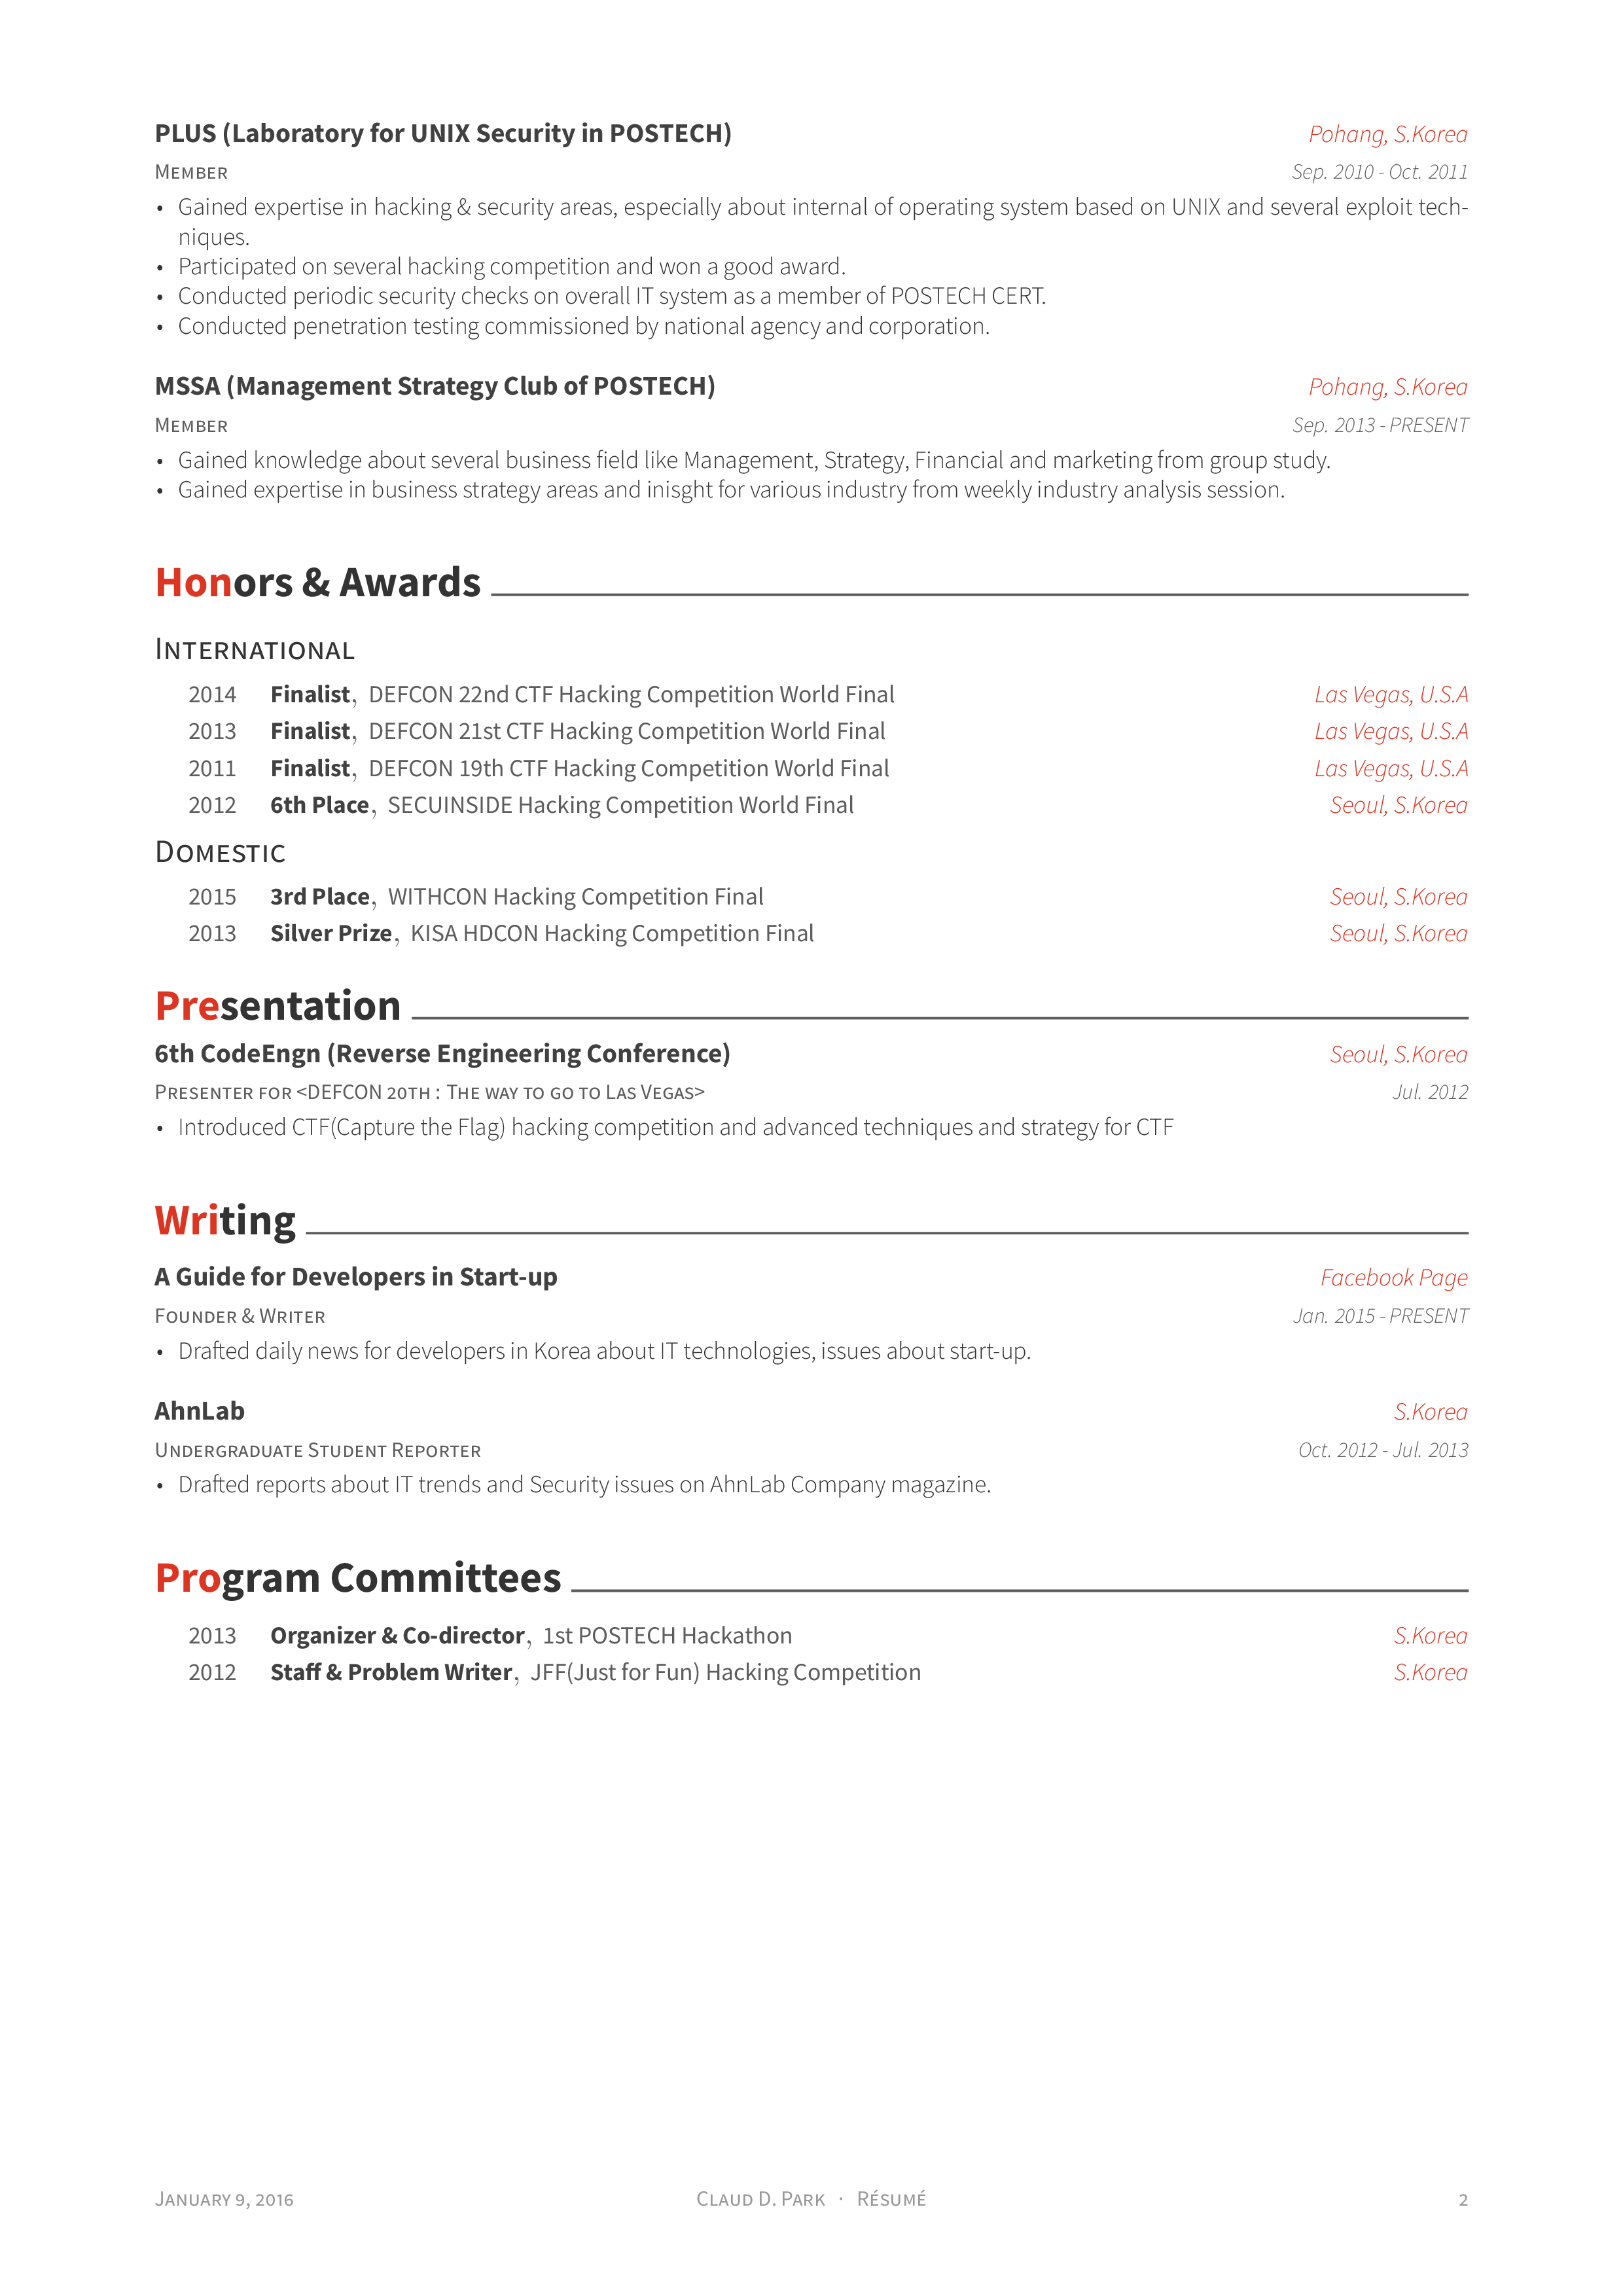 PLUS (Laboratory for UNIX Security in POSTECH) Pohang, S.Korea
Member Sep. 2010 - Oct. 2011
• Gained expertise in hacking & security areas, especially about internal of operating system based on UNIX and several exploit tech-
niques.
• Participated on several hacking competition and won a good award.
• Conducted periodic security checks on overall IT system as a member of POSTECH CERT.
• Conducted penetration testing commissioned by national agency and corporation.
MSSA (Management Strategy Club of POSTECH) Pohang, S.Korea
Member Sep. 2013 - PRESENT
• Gained knowledge about several business field like Management, Strategy, Financial and marketing from group study.
• Gained expertise in business strategy areas and inisght for various industry from weekly industry analysis session.
Honors & Awards
International
2014 Finalist, DEFCON 22nd CTF Hacking Competition World Final Las Vegas, U.S.A
2013 Finalist, DEFCON 21st CTF Hacking Competition World Final Las Vegas, U.S.A
2011 Finalist, DEFCON 19th CTF Hacking Competition World Final Las Vegas, U.S.A
2012 6th Place, SECUINSIDE Hacking Competition World Final Seoul, S.Korea
Domestic
2015 3rd Place, WITHCON Hacking Competition Final Seoul, S.Korea
2013 Silver Prize, KISA HDCON Hacking Competition Final Seoul, S.Korea
Presentation
6th CodeEngn (Reverse Engineering Conference) Seoul, S.Korea
Presenter for <DEFCON 20th : The way to go to Las Vegas> Jul. 2012
• Introduced CTF(Capture the Flag) hacking competition and advanced techniques and strategy for CTF
Writing
A Guide for Developers in Start-up Facebook Page
Founder & Writer Jan. 2015 - PRESENT
• Drafted daily news for developers in Korea about IT technologies, issues about start-up.
AhnLab S.Korea
Undergraduate Student Reporter Oct. 2012 - Jul. 2013
• Drafted reports about IT trends and Security issues on AhnLab Company magazine.
Program Committees
2013 Organizer & Co-director, 1st POSTECH Hackathon S.Korea
2012 Staff & Problem Writer, JFF(Just for Fun) Hacking Competition S.Korea
January 9, 2016 Claud D. Park · Résumé 2